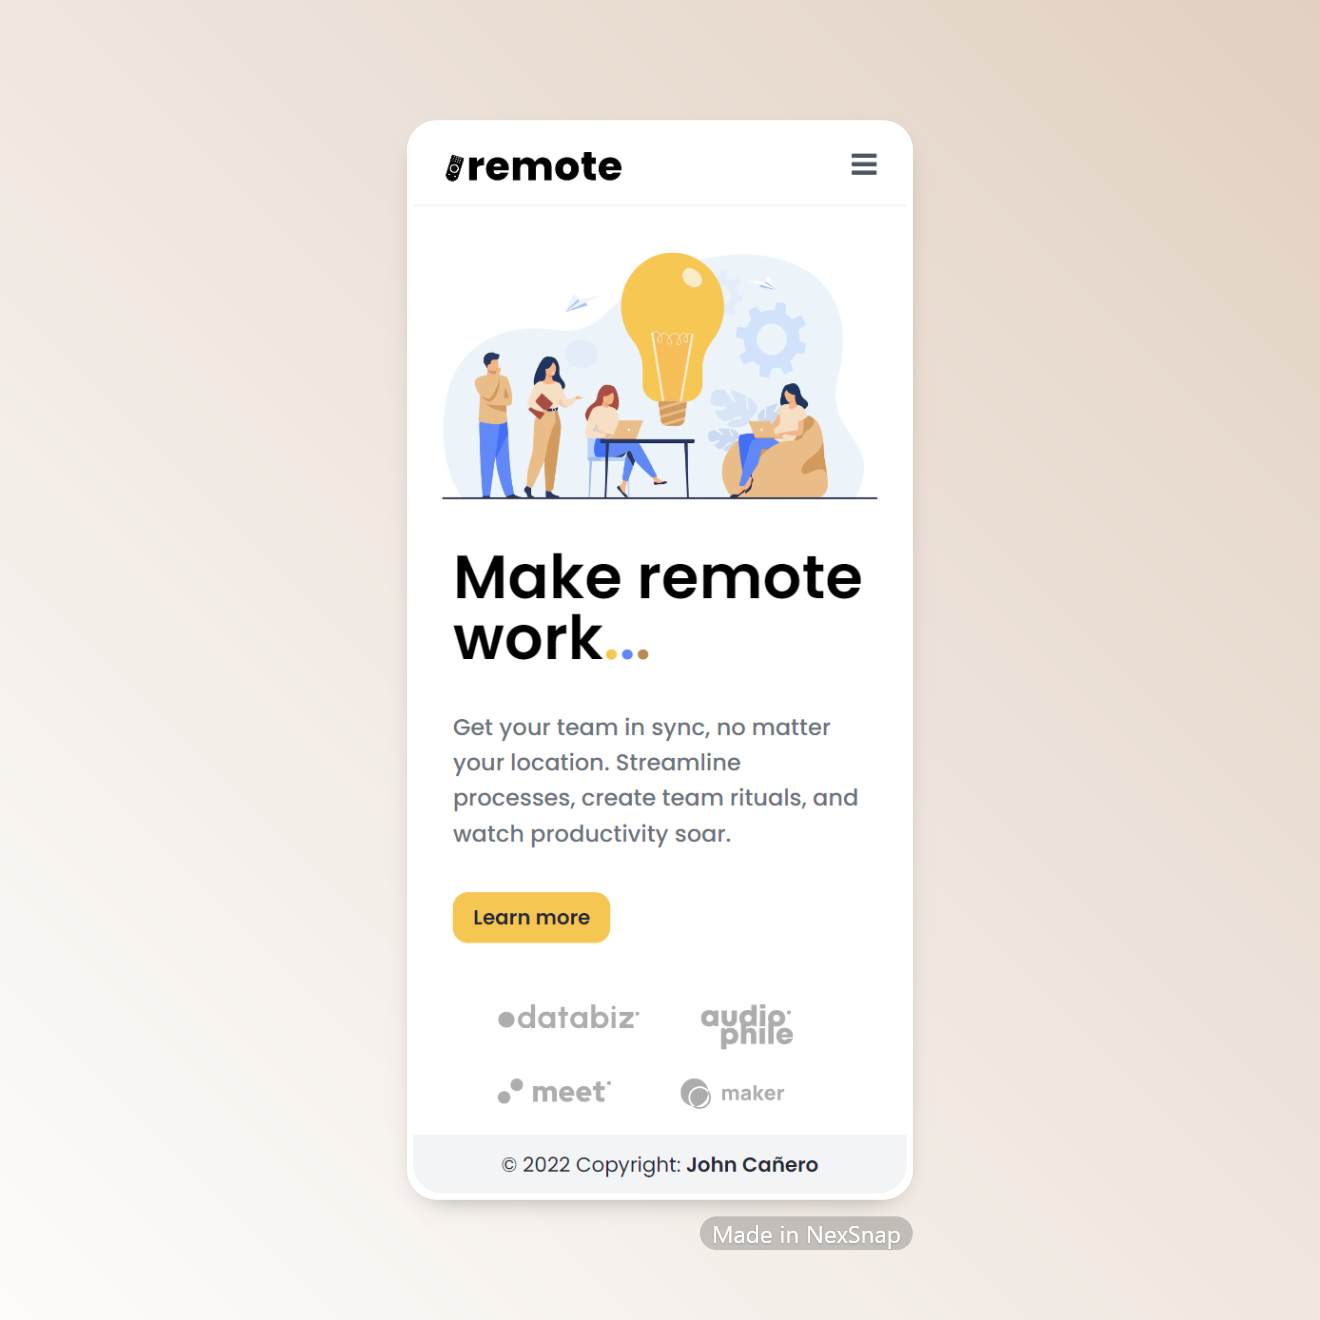 remote
Make remote
work...
Get your team in sync, no matter
your location. Streamline
processes, create team rituals, and
watch productivity soar.
Learn more
databiz
audio
phile
meet
maker
© 2022 Copyright: John Cañero
Made in NexSnap